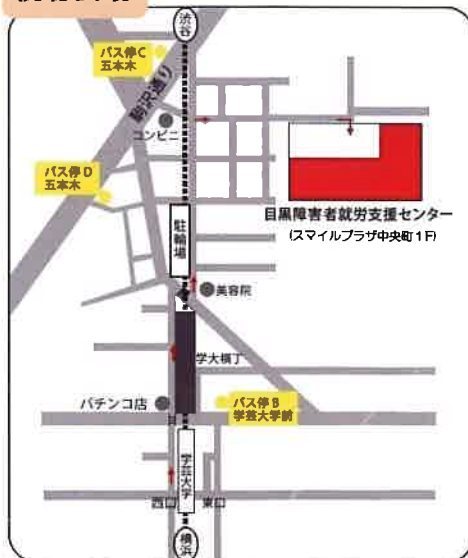 渋谷
バス停C
五本木
駒沢通り
コンビニ
バス停D
五本木
目黒障害者就労支援センター
(スマイルプラザ中央町1F)
駐輪場
美容院
学大横丁
パチンコ店
バス停B
学芸大学前
学芸大学
西口
東口
横浜